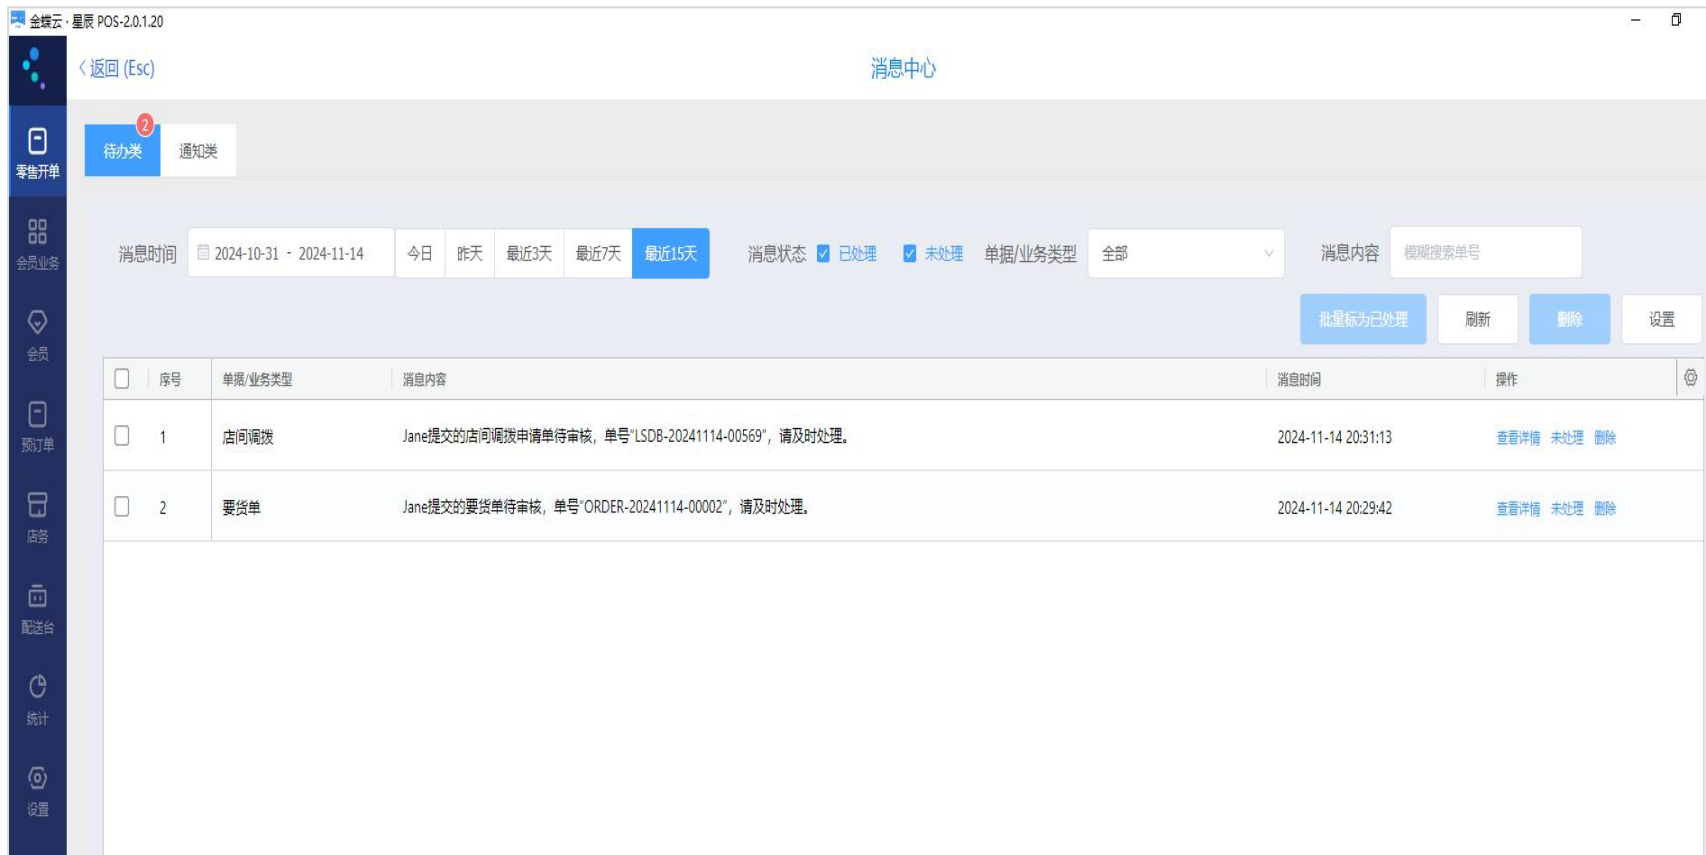 金蝶云·星辰 POS-2.0.1.20
返回 (Esc)
消息中心
零售开单
会员业务
会员
预订单
店务
配送台
统计
设置
待办类 2
通知类
消息时间 2024-10-31 - 2024-11-14 今日 昨天 最近3天 最近7天 最近15天 消息状态 已处理 未处理 单据/业务类型 全部 消息内容 模糊搜索单号
批量标为已处理 刷新 删除 设置
序号 单据/业务类型 消息内容 消息时间 操作
1 店间调拨 Jane提交的店间调拨申请单待审核，单号“LSDB-20241114-00569”，请及时处理。 2024-11-14 20:31:13 查看详情 未处理 删除
2 要货单 Jane提交的要货单待审核，单号“ORDER-20241114-00002”，请及时处理。 2024-11-14 20:29:42 查看详情 未处理 删除